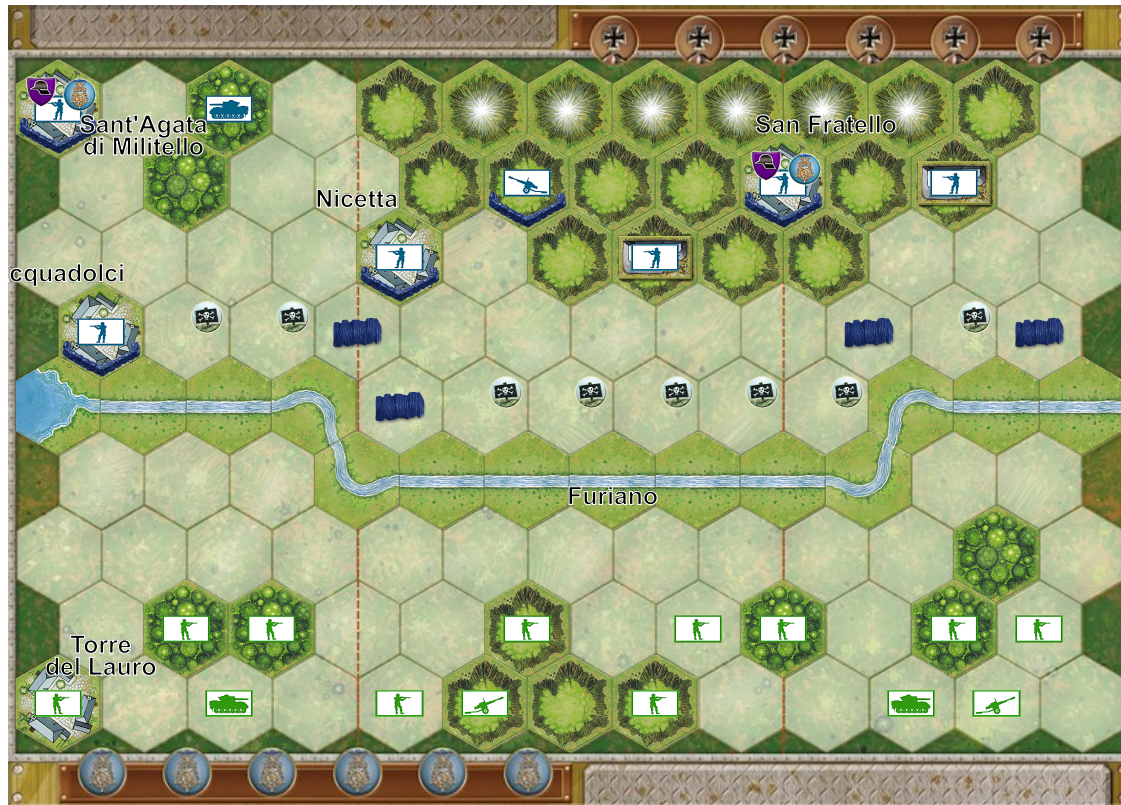 Sant'Agata
di Militello
San Fratello
Nicetta
cquadolci
Furiano
Torre
del Lauro